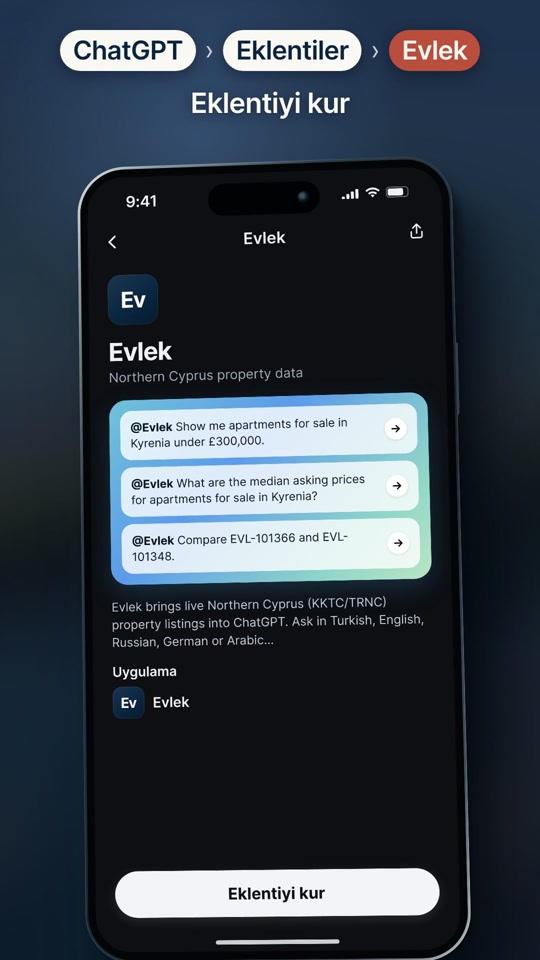 ChatGPT › Eklentiler › Evlek
Eklentiyi kur
9:41
Evlek
Ev
Evlek
Northern Cyprus property data
@Evlek Show me apartments for sale in
Kyrenia under £300,000.
@Evlek What are the median asking prices
for apartments for sale in Kyrenia?
@Evlek Compare EVL-101366 and EVL-
101348.
Evlek brings live Northern Cyprus (KKTC/TRNC)
property listings into ChatGPT. Ask in Turkish, English,
Russian, German or Arabic...
Uygulama
Ev Evlek
Eklentiyi kur